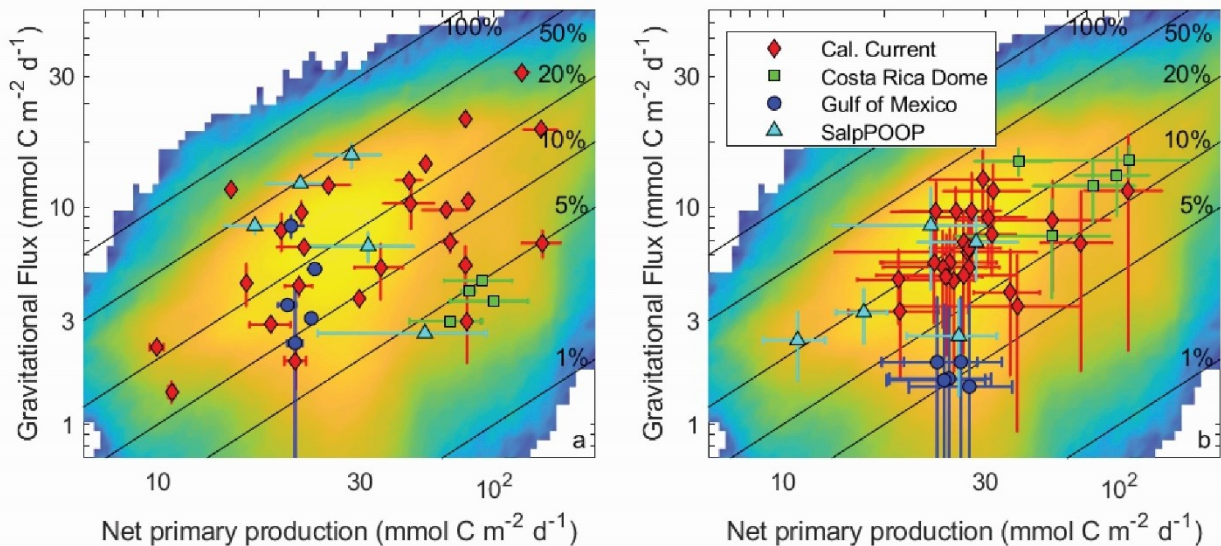 100%
50%
20%
10%
5%
1%
30
10
3
1
Gravitational Flux (mmol C m⁻² d⁻¹)
a
10
30
10²
Net primary production (mmol C m⁻² d⁻¹)
Cal. Current
Costa Rica Dome
Gulf of Mexico
SalpPOOP
100%
50%
20%
10%
5%
1%
30
10
3
1
Gravitational Flux (mmol C m⁻² d⁻¹)
b
10
30
10²
Net primary production (mmol C m⁻² d⁻¹)